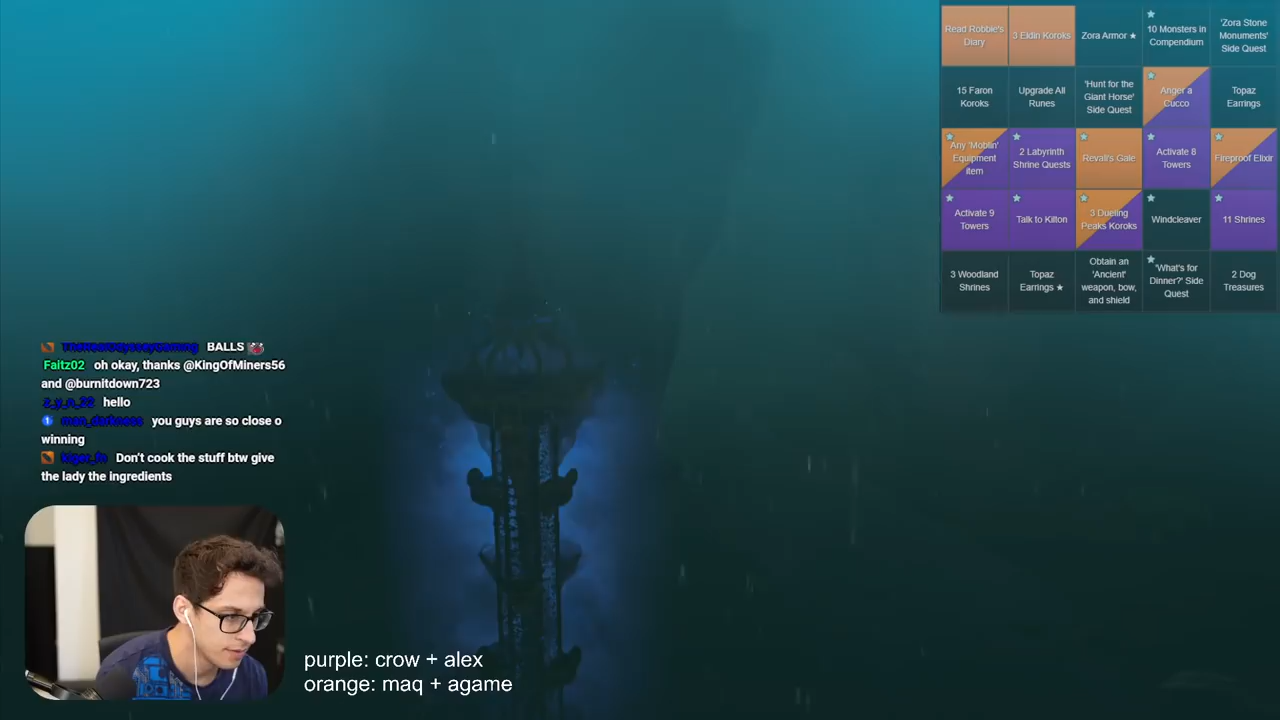 Read Robbie's
Diary
3 Eldin Koroks
Zora Armor ★
10 Monsters in
Compendium
'Zora Stone
Monuments'
Side Quest
15 Faron
Koroks
Upgrade All
Runes
'Hunt for the
Giant Horse'
Side Quest
Anger a
Cucco
Topaz
Earrings
Any 'Moblin'
Equipment
item
2 Labyrinth
Shrine Quests
Revali's Gale
Activate 8
Towers
Fireproof Elixir
Activate 9
Towers
Talk to Kilton
3 Dueling
Peaks Koroks
Windcleaver
11 Shrines
3 Woodland
Shrines
Topaz
Earrings ★
Obtain an
'Ancient'
weapon, bow,
and shield
'What's for
Dinner?' Side
Quest
2 Dog
Treasures
BALLS
Faitz02 oh okay, thanks @KingOfMiners56
and @burnitdown723
z_y_n_22 hello
man_darkness you guys are so close o
winning
Don't cook the stuff btw give
the lady the ingredients
purple: crow + alex
orange: maq + agame